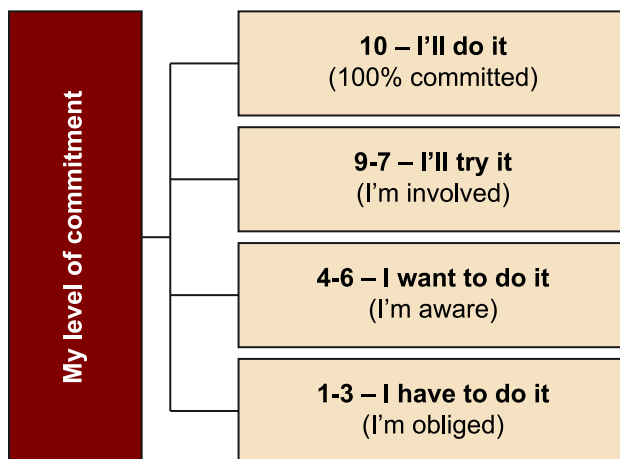 My level of commitment
10 – I’ll do it
(100% committed)
9-7 – I’ll try it
(I’m involved)
4-6 – I want to do it
(I’m aware)
1-3 – I have to do it
(I’m obliged)